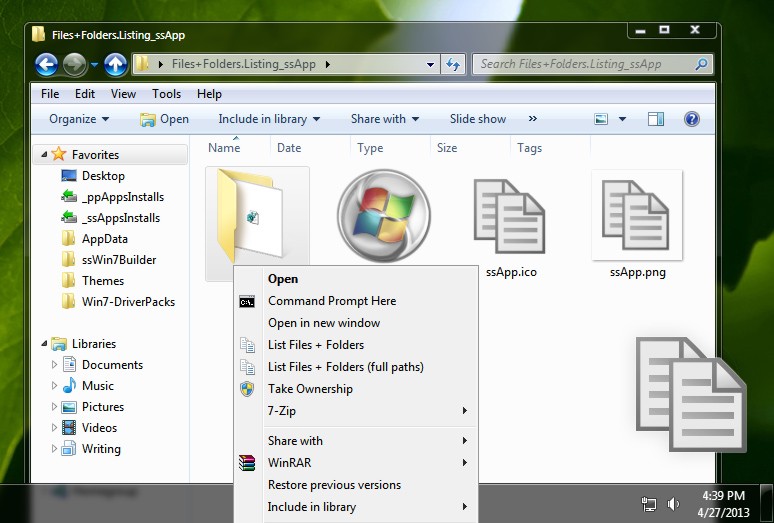 Files+Folders.Listing_ssApp
Files+Folders.Listing_ssApp
Search Files+Folders.Listing_ssApp
File Edit View Tools Help
Organize Open Include in library Share with Slide show »
Name Date Type Size Tags
Favorites
Desktop
_ppAppsInstalls
_ssAppsInstalls
AppData
ssWin7Builder
Themes
Win7-DriverPacks
Libraries
Documents
Music
Pictures
Videos
Writing
Homegroup
ssApp.ico
ssApp.png
Open
C:\.
Command Prompt Here
Open in new window
List Files + Folders
List Files + Folders (full paths)
Take Ownership
7-Zip
Share with
WinRAR
Restore previous versions
Include in library
4:39 PM
4/27/2013